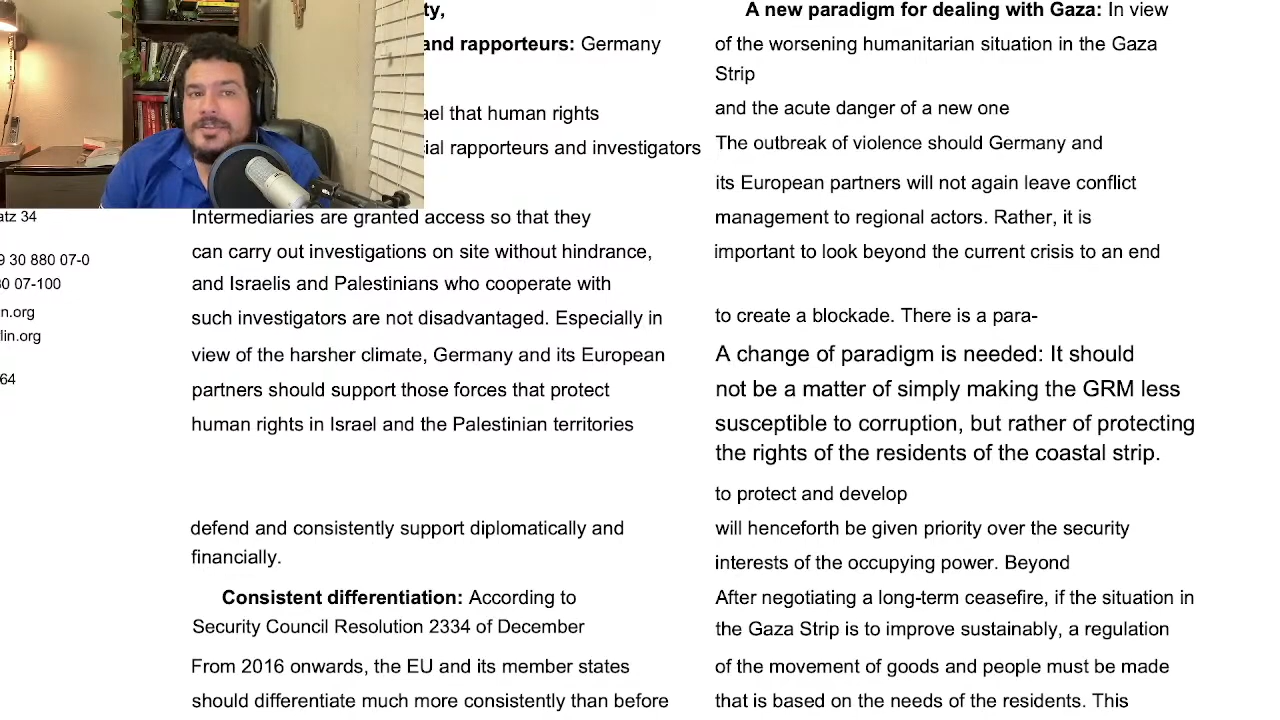 atz 34
9 30 880 07-0
30 07-100
n.org
lin.org
64
ty,
and rapporteurs: Germany
ael that human rights
ial rapporteurs and investigators
Intermediaries are granted access so that they
can carry out investigations on site without hindrance,
and Israelis and Palestinians who cooperate with
such investigators are not disadvantaged. Especially in
view of the harsher climate, Germany and its European
partners should support those forces that protect
human rights in Israel and the Palestinian territories
defend and consistently support diplomatically and
financially.
Consistent differentiation: According to
Security Council Resolution 2334 of December
From 2016 onwards, the EU and its member states
should differentiate much more consistently than before
A new paradigm for dealing with Gaza: In view
of the worsening humanitarian situation in the Gaza
Strip
and the acute danger of a new one
The outbreak of violence should Germany and
its European partners will not again leave conflict
management to regional actors. Rather, it is
important to look beyond the current crisis to an end
to create a blockade. There is a para-
A change of paradigm is needed: It should
not be a matter of simply making the GRM less
susceptible to corruption, but rather of protecting
the rights of the residents of the coastal strip.
to protect and develop
will henceforth be given priority over the security
interests of the occupying power. Beyond
After negotiating a long-term ceasefire, if the situation in
the Gaza Strip is to improve sustainably, a regulation
of the movement of goods and people must be made
that is based on the needs of the residents. This